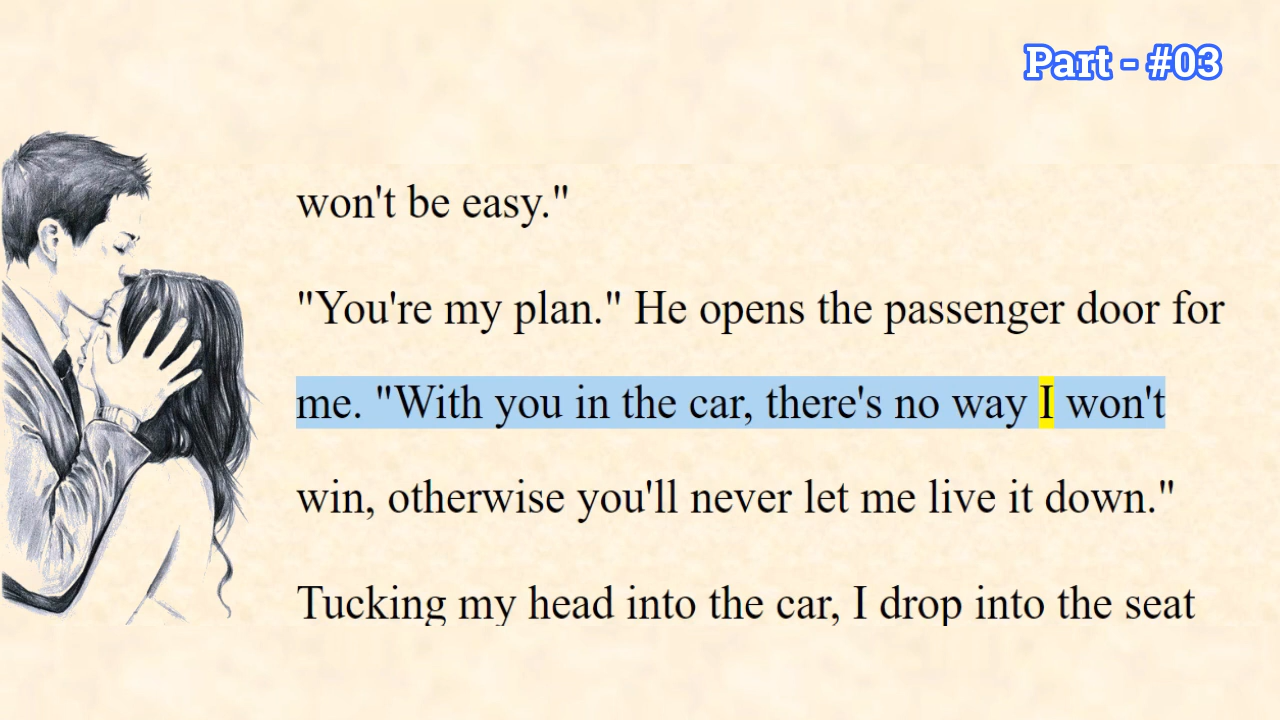 Part - #03
won't be easy."
"You're my plan." He opens the passenger door for
me. "With you in the car, there's no way I won't
win, otherwise you'll never let me live it down."
Tucking my head into the car, I drop into the seat